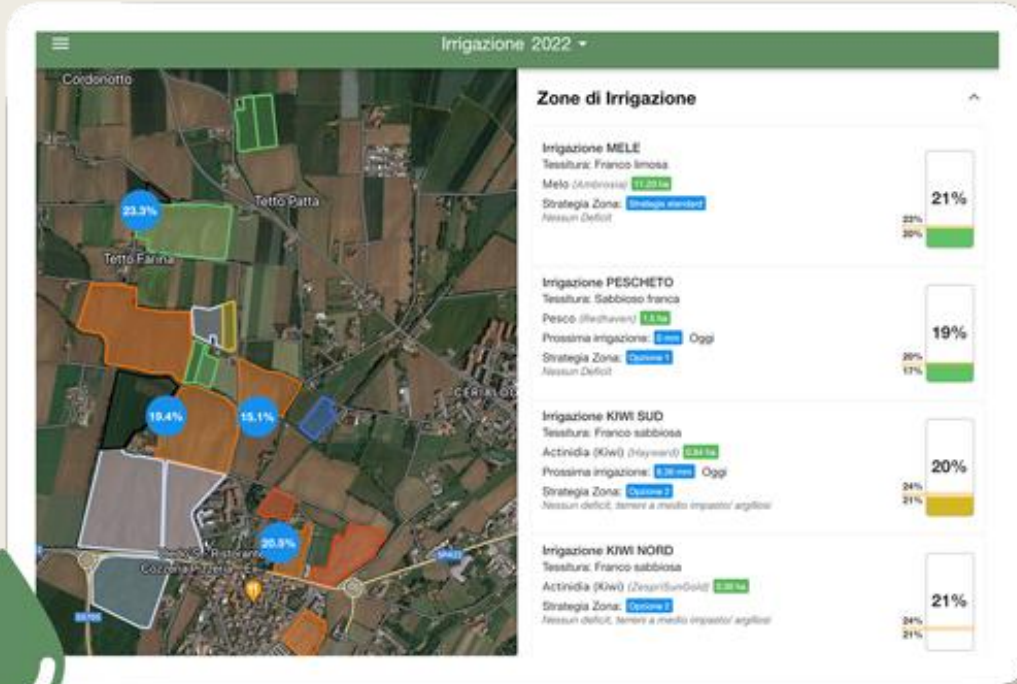 Irrigazione 2022
Cordonotto
Tetto Patta
23.3%
Tetto Farina
19.4%
15.1%
20.5%
Zone di Irrigazione
Irrigazione MELE
Tessitura: Franco limosa
Melo (Ambrosia) 11.20 ha
Strategia Zona: Strategia standard
Nessun Deficit
21%
22%
20%
Irrigazione PESCHETO
Tessitura: Sabbioso franca
Pesco (Redhaven) 1.5 ha
Prossima irrigazione: 0 mm Oggi
Strategia Zona: Opzione 1
Nessun Deficit
19%
20%
17%
Irrigazione KIWI SUD
Tessitura: Franco sabbiosa
Actinidia (Kiwi) (Hayward)
Prossima irrigazione: Oggi
Strategia Zona: Opzione 2
Nessun deficit, terreni a medio impasto/ argillosi
20%
24%
21%
Irrigazione KIWI NORD
Tessitura: Franco sabbiosa
Actinidia (Kiwi) (ZespriSunGold)
Strategia Zona: Opzione 2
Nessun deficit, terreni a medio impasto/ argillosi
21%
24%
21%